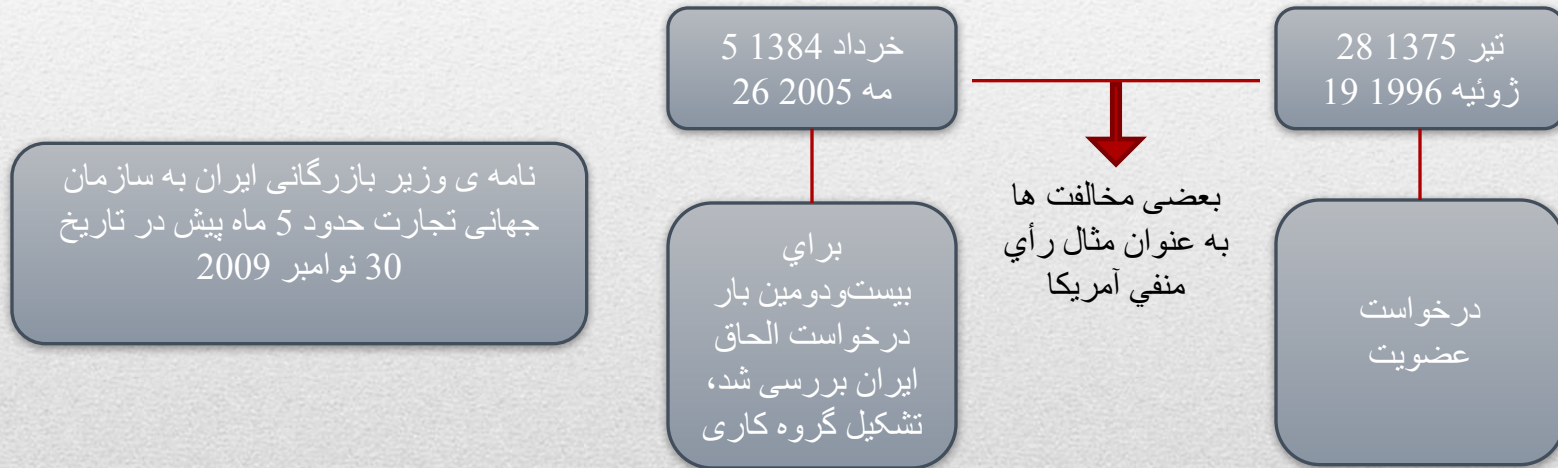 تیر 1375 28
ژوئیه 1996 19
درخواست
عضویت
بعضی مخالفت ها
به عنوان مثال رأي
منفي آمریکا
خرداد 1384 5
مه 2005 26
براي
بیست‌ودومین بار
درخواست الحاق
ایران بررسی شد،
تشکیل گروه کاری
نامه ی وزیر بازرگانی ایران به سازمان
جهانی تجارت حدود 5 ماه پیش در تاریخ
30 نوامبر 2009